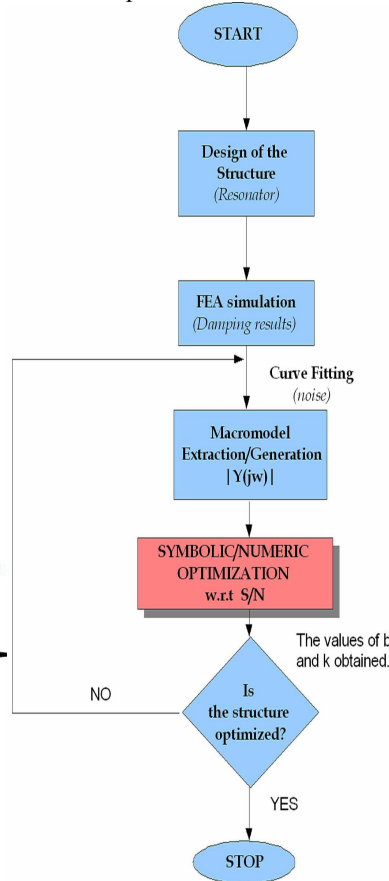 START
Design of the
Structure
(Resonator)
FEA simulation
(Damping results)
Curve Fitting
(noise)
Macromodel
Extraction/Generation
|Y(jw)|
SYMBOLIC/NUMERIC
OPTIMIZATION
w.r.t S/N
The values of b
and k obtained.
Is
the structure
optimized?
NO
YES
STOP